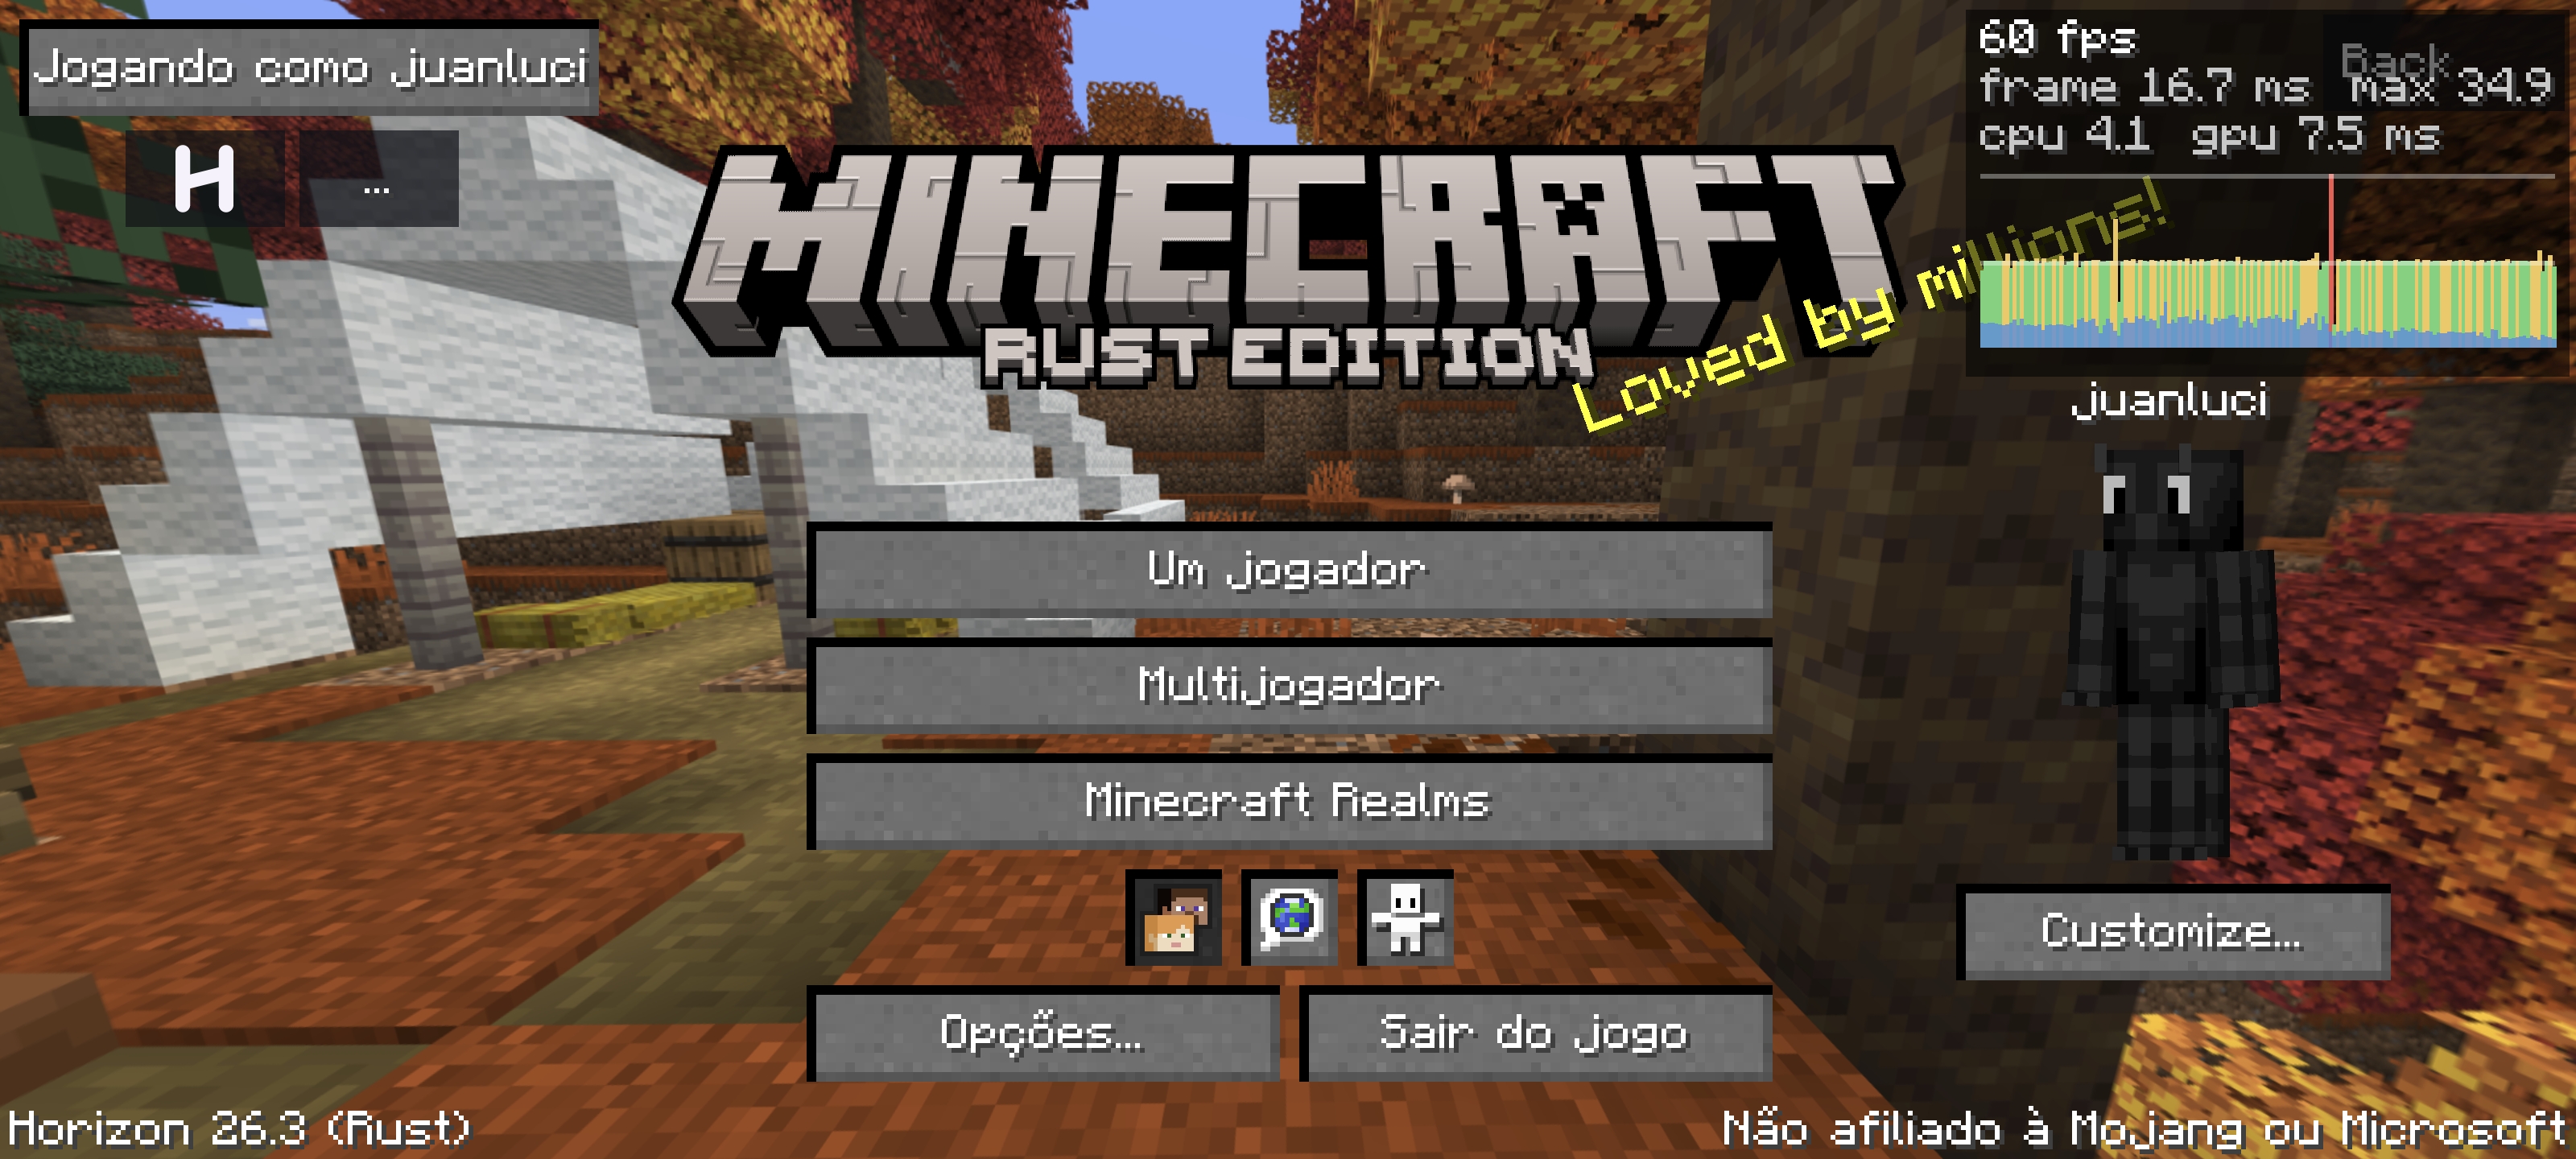 Jogando como juanluci
H
...
MINECRAFT
RUST EDITION
Loved by millions!
60 fps
Back
frame 16.7 ms max 34.9
cpu 4.1 gpu 7.5 ms
juanluci
Um jogador
Multijogador
Minecraft Realms
Customize...
Opções...
Sair do jogo
Horizon 26.3 (Rust)
Não afiliado à Mojang ou Microsoft